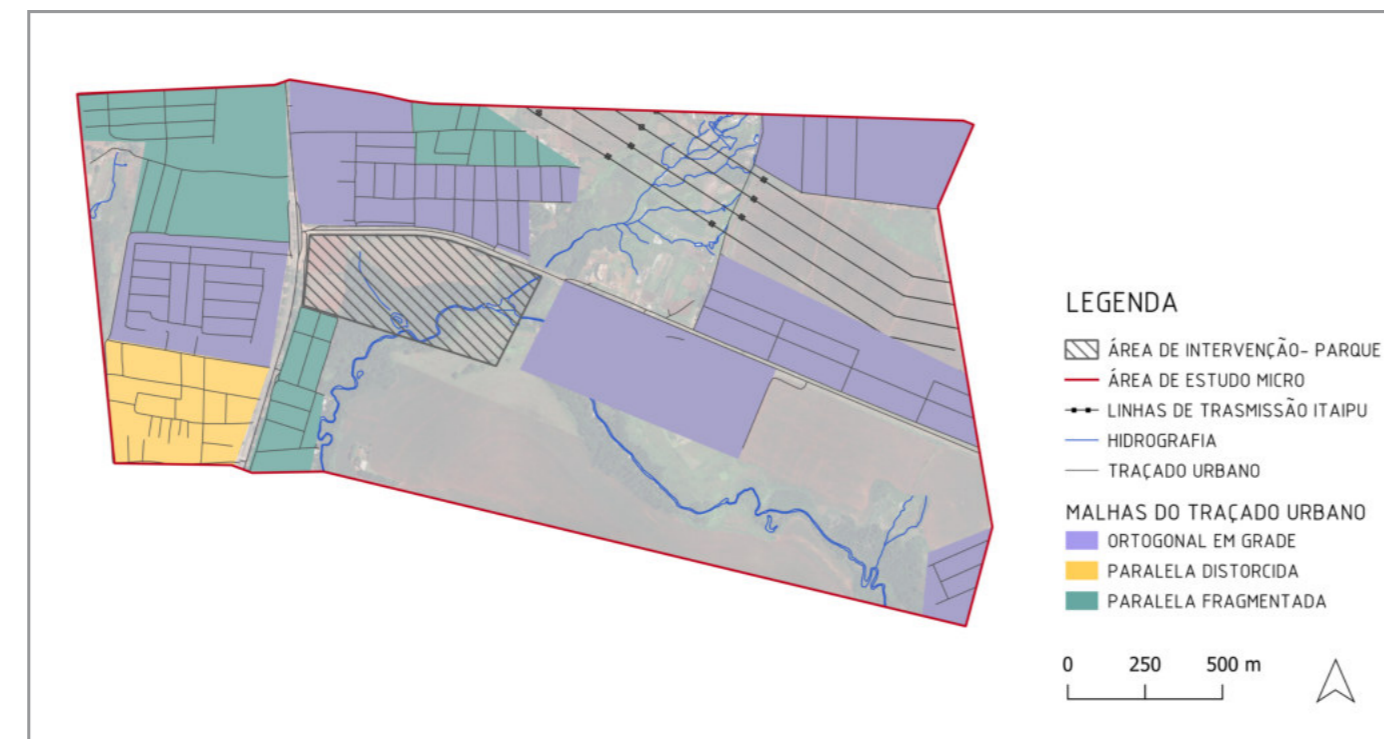 LEGENDA
ÁREA DE INTERVENÇÃO- PARQUE
ÁREA DE ESTUDO MICRO
LINHAS DE TRASMISSÃO ITAIPU
HIDROGRAFIA
TRAÇADO URBANO
MALHAS DO TRAÇADO URBANO
ORTOGONAL EM GRADE
PARALELA DISTORCIDA
PARALELA FRAGMENTADA
0 250 500 m